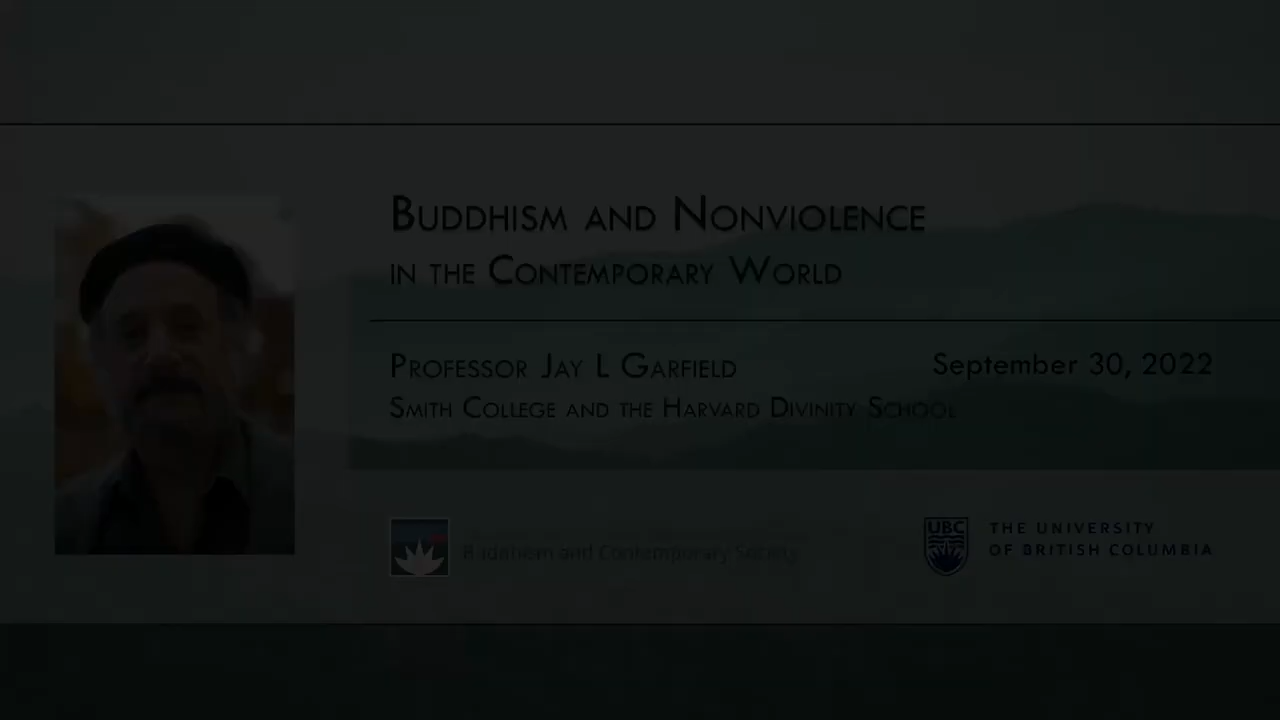 BUDDHISM AND NONVIOLENCE
IN THE CONTEMPORARY WORLD
PROFESSOR JAY L GARFIELD
September 30, 2022
SMITH COLLEGE AND THE HARVARD DIVINITY SCHOOL
Buddhism and Contemporary Society
UBC
THE UNIVERSITY
OF BRITISH COLUMBIA